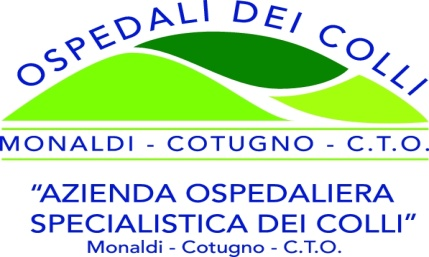 OSPEDALI DEI COLLI
MONALDI - COTUGNO - C.T.O.
“AZIENDA OSPEDALIERA
SPECIALISTICA DEI COLLI”
Monaldi - Cotugno - C.T.O.